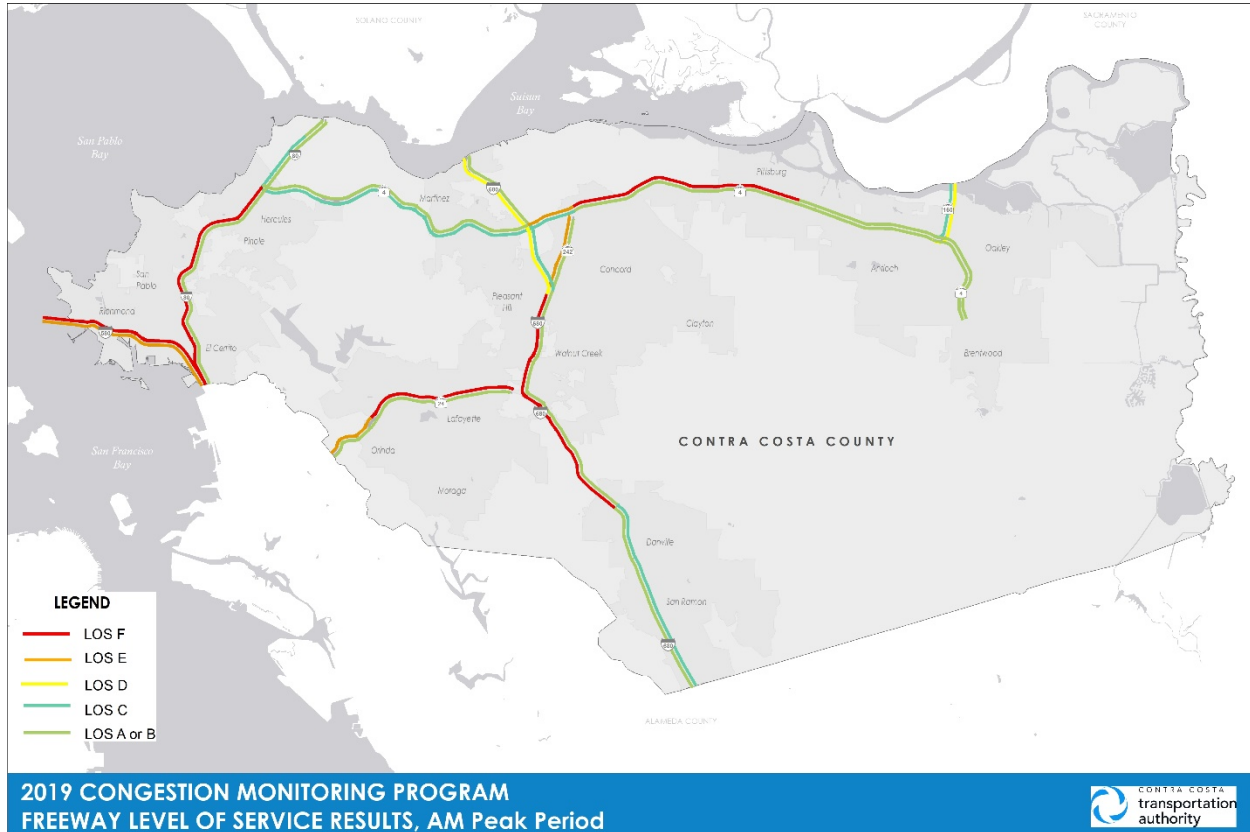 SOLANO COUNTY
SACRAMENTO
COUNTY
Suisun
Bay
San Pablo
Bay
80
Pittsburg
Martinez
680
4
4
Hercules
160
Pinole
242
Oakley
San
Pablo
Concord
Antioch
Pleasant
Hill
4
80
Richmond
580
680
Clayton
El Cerrito
Walnut Creek
Brentwood
24
680
Lafayette
CONTRA COSTA COUNTY
San Francisco
Bay
Orinda
Moraga
Danville
LEGEND
San Ramon
LOS F
680
LOS E
LOS D
LOS C
ALAMEDA COUNTY
LOS A or B
2019 CONGESTION MONITORING PROGRAM
FREEWAY LEVEL OF SERVICE RESULTS, AM Peak Period
CONTRA COSTA
transportation
authority